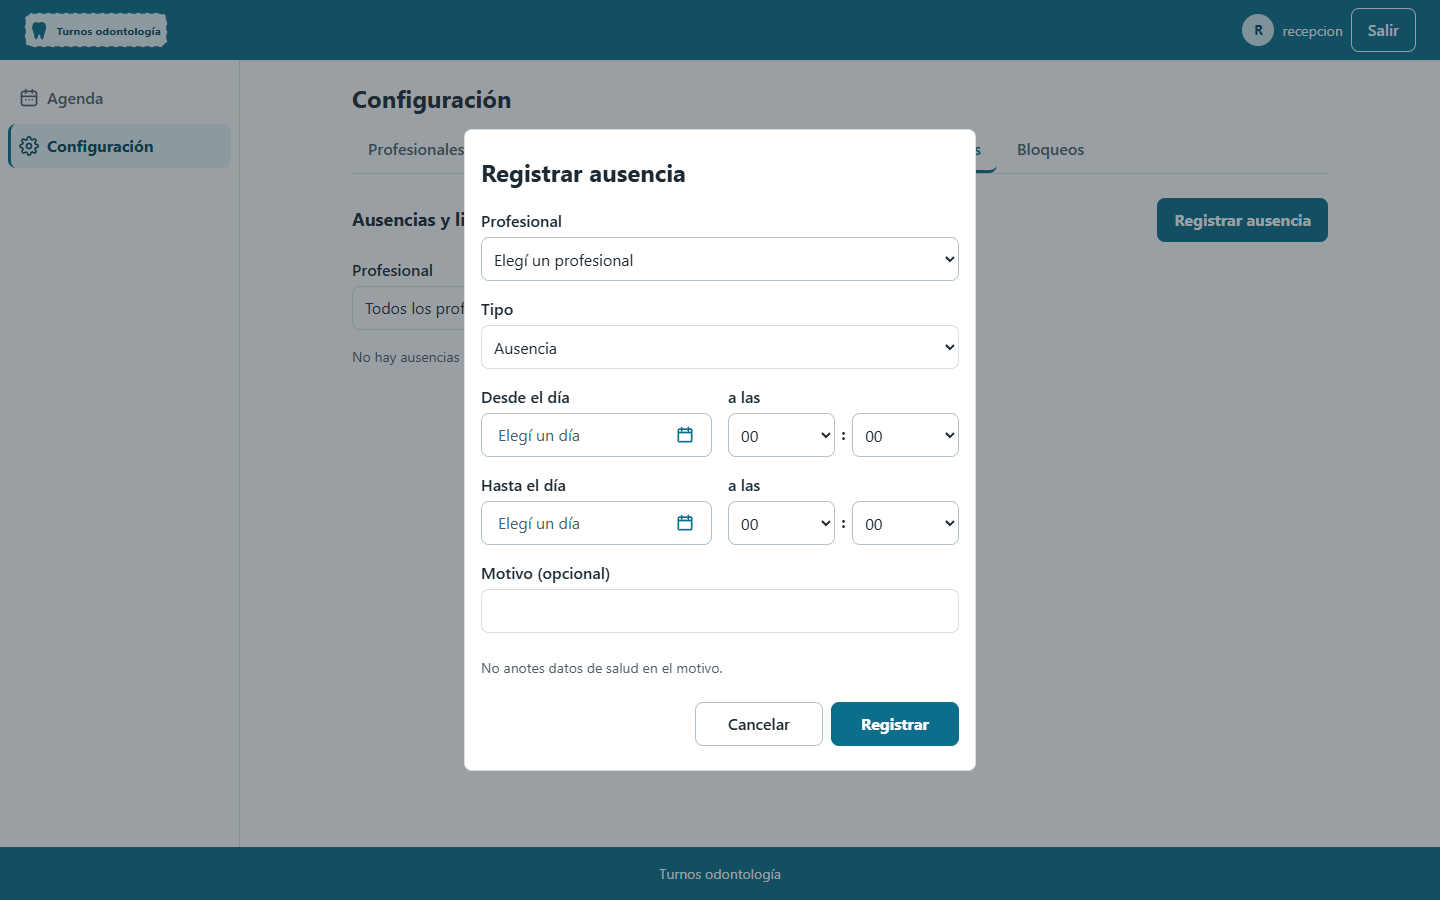 Turnos odontología
R recepcion Salir
Agenda
Configuración
Configuración
Profesionales
s Bloqueos
Ausencias y li
Registrar ausencia
Profesional
Todos los prof
No hay ausencias
Registrar ausencia
Profesional
Elegí un profesional
Tipo
Ausencia
Desde el día a las
Elegí un día 00 : 00
Hasta el día a las
Elegí un día 00 : 00
Motivo (opcional)
No anotes datos de salud en el motivo.
Cancelar Registrar
Turnos odontología